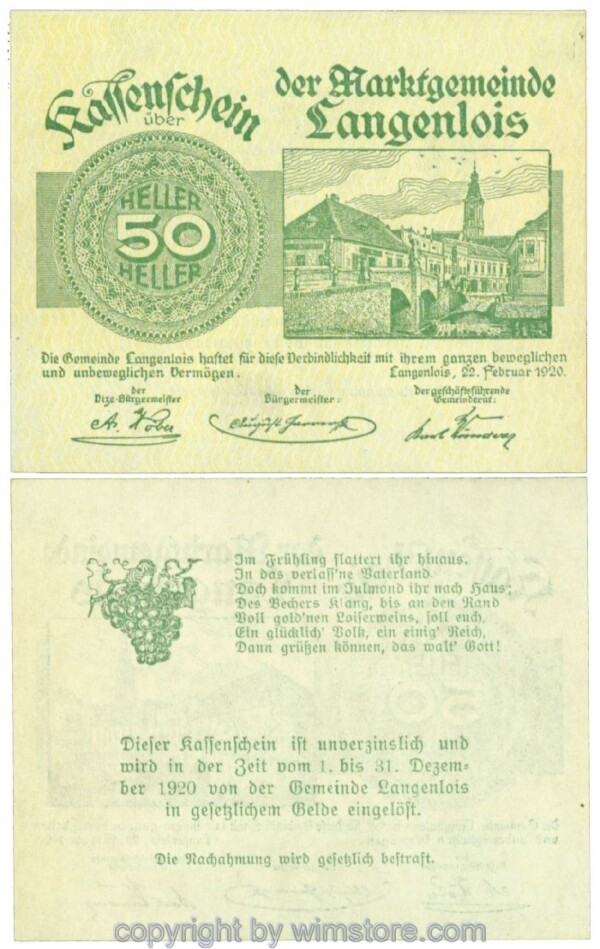 Kassenschein
über
HELLER
50
HELLER
der Marktgemeinde
Langenlois
Die Gemeinde Langenlois haftet für diese Verbindlichkeit mit ihrem ganzen beweglichen
und unbeweglichen Vermögen. Langenlois, 22. Februar 1920.
der
Vize-Bürgermeister
Der
Bürgermeister:
Der geschäftsführende
Gemeinderat:
August
Karl
Im Frühling flattert ihr hinaus,
In das verlass'ne Vaterland
Doch kommt im Julmond ihr nach Haus;
Des Bechers Klang, bis an den Rand
Voll gold'nen Loiserweins, soll euch,
Ein glücklich' Volk, ein einig' Reich,
Dann grüßen können, das walt' Gott!
Dieser Kassenschein ist unverzinslich und
wird in der Zeit vom 1. bis 31. Dezem-
ber 1920 von der Gemeinde Langenlois
in gesetzlichem Gelde eingelöst.
Die Nachahmung wird gesetzlich bestraft.
copyright by wimstore.com